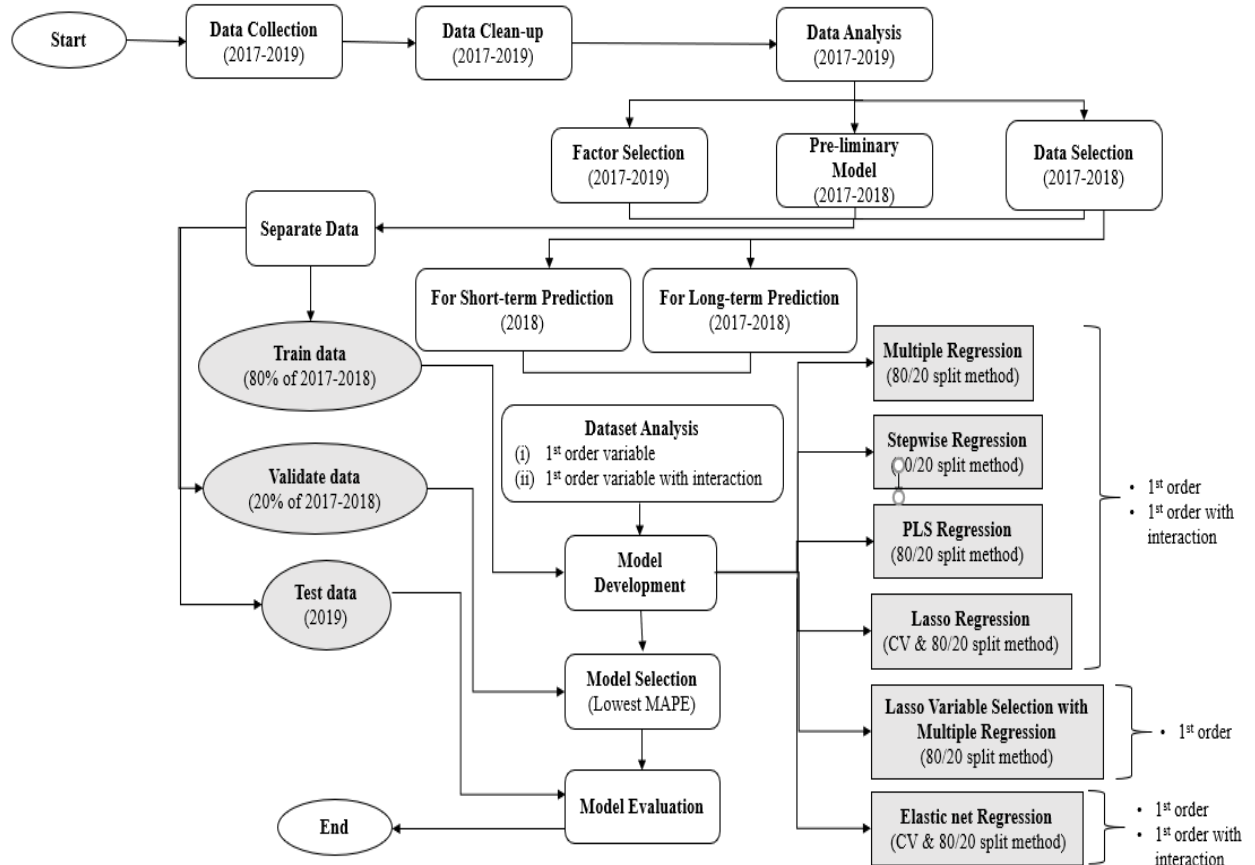 Start
Data Collection
(2017-2019)
Data Clean-up
(2017-2019)
Data Analysis
(2017-2019)
Factor Selection
(2017-2019)
Pre-liminary
Model
(2017-2018)
Data Selection
(2017-2018)
Separate Data
For Short-term Prediction
(2018)
For Long-term Prediction
(2017-2018)
Train data
(80% of 2017-2018)
Validate data
(20% of 2017-2018)
Test data
(2019)
Dataset Analysis
(i) 1st order variable
(ii) 1st order variable with interaction
Model
Development
Model Selection
(Lowest MAPE)
Model Evaluation
End
Multiple Regression
(80/20 split method)
Stepwise Regression
0/20 split method)
PLS Regression
(80/20 split method)
Lasso Regression
(CV & 80/20 split method)
• 1st order
• 1st order with
interaction
Lasso Variable Selection with
Multiple Regression
(80/20 split method)
• 1st order
Elastic net Regression
(CV & 80/20 split method)
• 1st order
• 1st order with
interaction